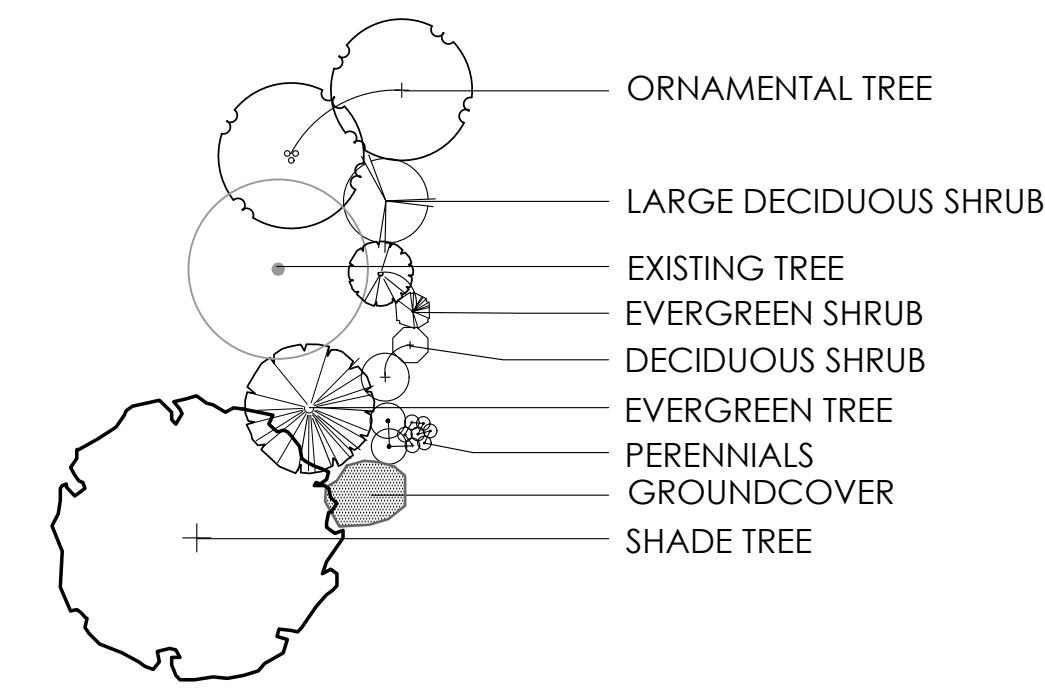 ORNAMENTAL TREE
LARGE DECIDUOUS SHRUB
EXISTING TREE
EVERGREEN SHRUB
DECIDUOUS SHRUB
EVERGREEN TREE
PERENNIALS
GROUNDCOVER
SHADE TREE